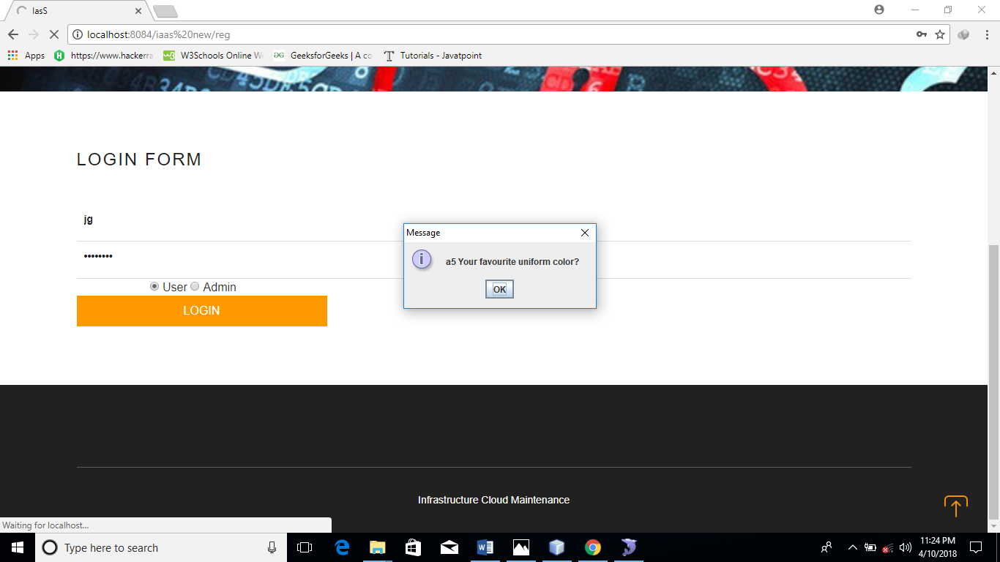 IasS
localhost:8084/iaas%20new/reg
Apps
https://www.hackerra
W3Schools Online W
GeeksforGeeks | A co
Tutorials - Javatpoint
LOGIN FORM
jg
••••••••
User Admin
LOGIN
Message
a5 Your favourite uniform color?
OK
Infrastructure Cloud Maintenance
Waiting for localhost...
Type here to search
11:24 PM
4/10/2018